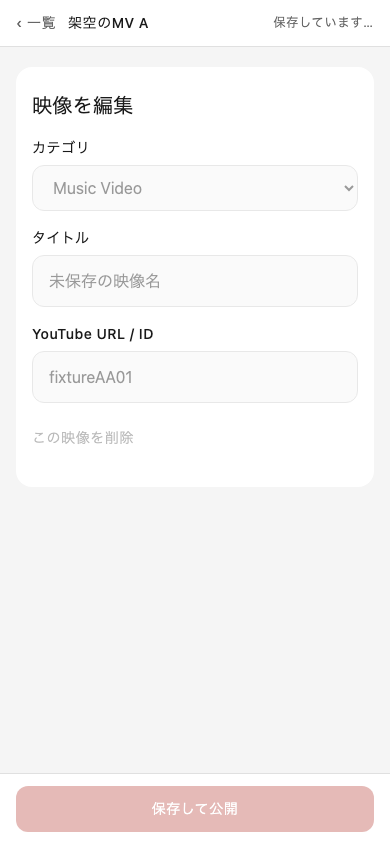 ‹ 一覧 架空のMV A 保存しています…
映像を編集
カテゴリ
Music Video
タイトル
未保存の映像名
YouTube URL / ID
fixtureAA01
この映像を削除
保存して公開